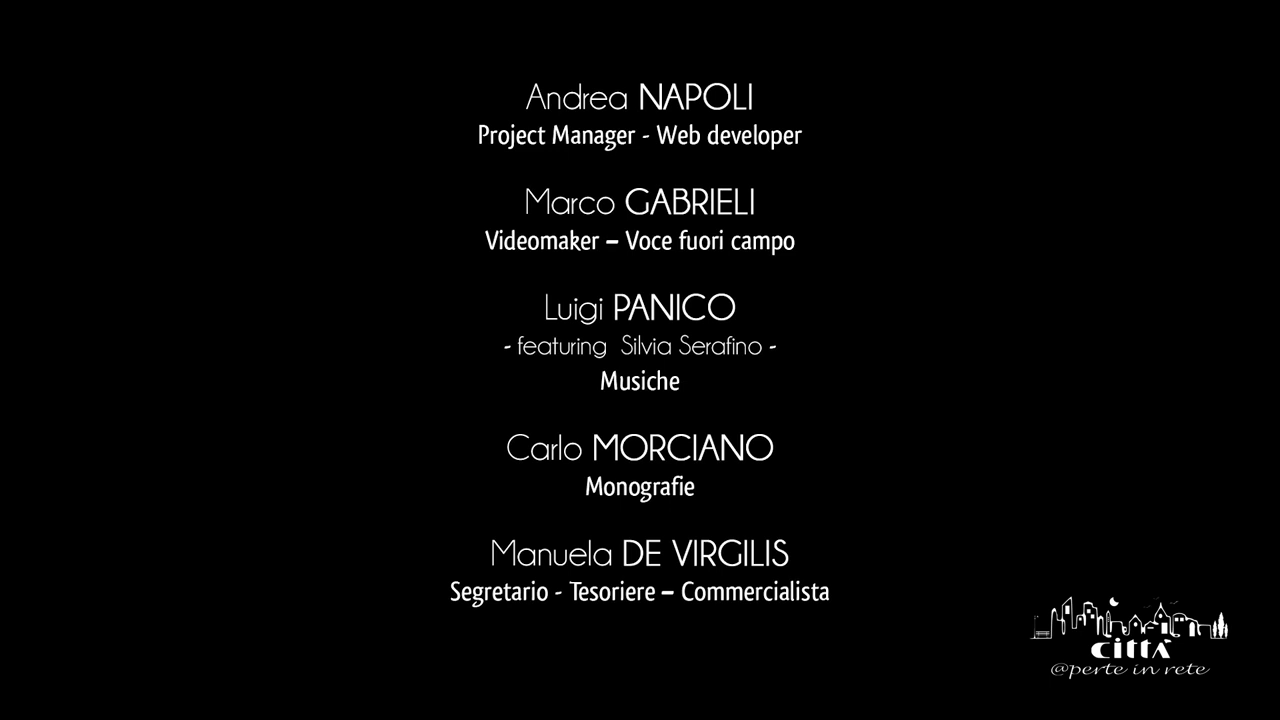 Andrea NAPOLI
Project Manager - Web developer
Marco GABRIELI
Videomaker – Voce fuori campo
Luigi PANICO
- featuring Silvia Serafino -
Musiche
Carlo MORCIANO
Monografie
Manuela DE VIRGILIS
Segretario - Tesoriere – Commercialista
CITTÀ
@perte in rete